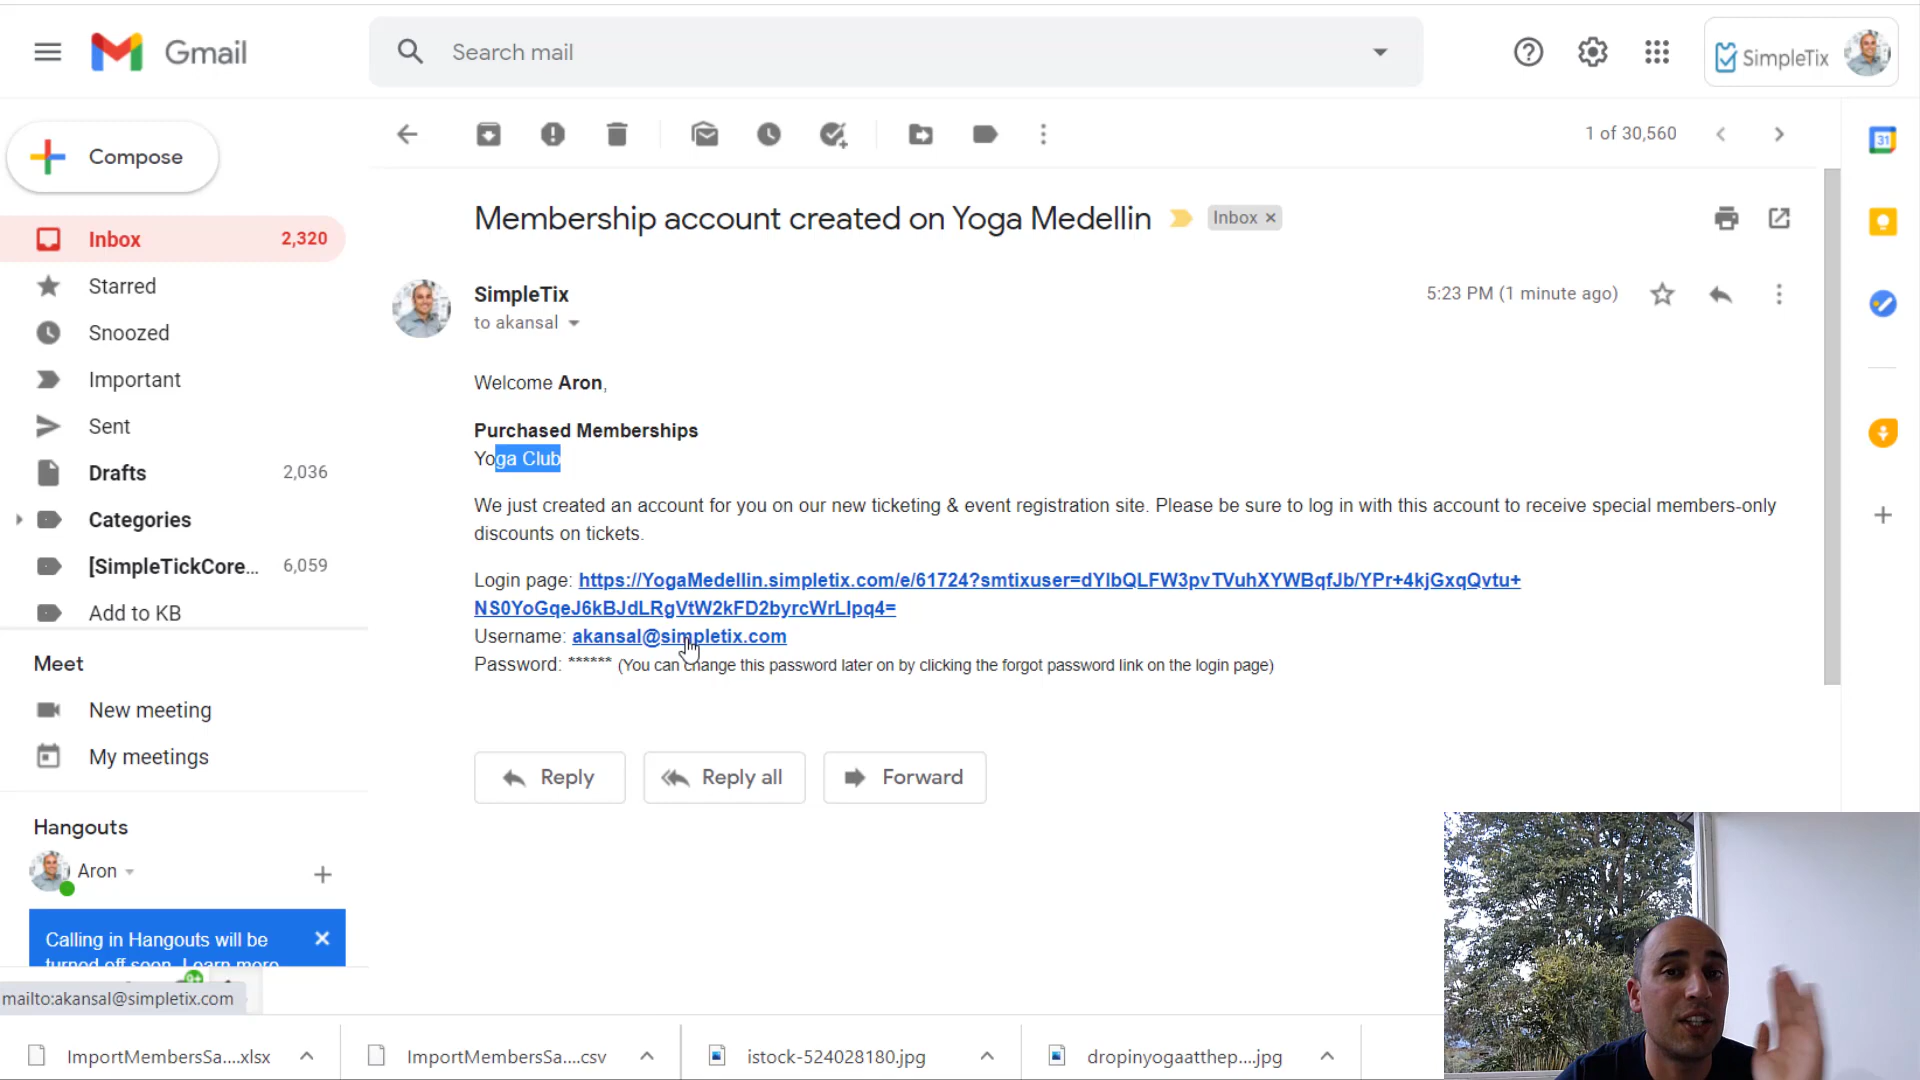 Gmail
Search mail
SimpleTix
Compose
1 of 30,560
31
Inbox 2,320
Starred
Snoozed
Important
Sent
Drafts 2,036
Categories
[SimpleTickCore... 6,059
Add to KB
Meet
New meeting
My meetings
Hangouts
Aron
Calling in Hangouts will be
turned off soon. Learn more
mailto:akansal@simpletix.com
Membership account created on Yoga Medellin Inbox ×
SimpleTix 5:23 PM (1 minute ago)
to akansal
Welcome Aron,
Purchased Memberships
Yoga Club
We just created an account for you on our new ticketing & event registration site. Please be sure to log in with this account to receive special members-only
discounts on tickets.
Login page: https://YogaMedellin.simpletix.com/e/61724?smtixuser=dYlbQLFW3pvTVuhXYWBqfJb/YPr+4kjGxqQvtu+
NS0YoGqeJ6kBJdLRgVtW2kFD2byrcWrLlpq4=
Username: akansal@simpletix.com
Password: ****** (You can change this password later on by clicking the forgot password link on the login page)
Reply Reply all Forward
ImportMembersSa....xlsx ImportMembersSa....csv istock-524028180.jpg dropinyogaatthep....jpg